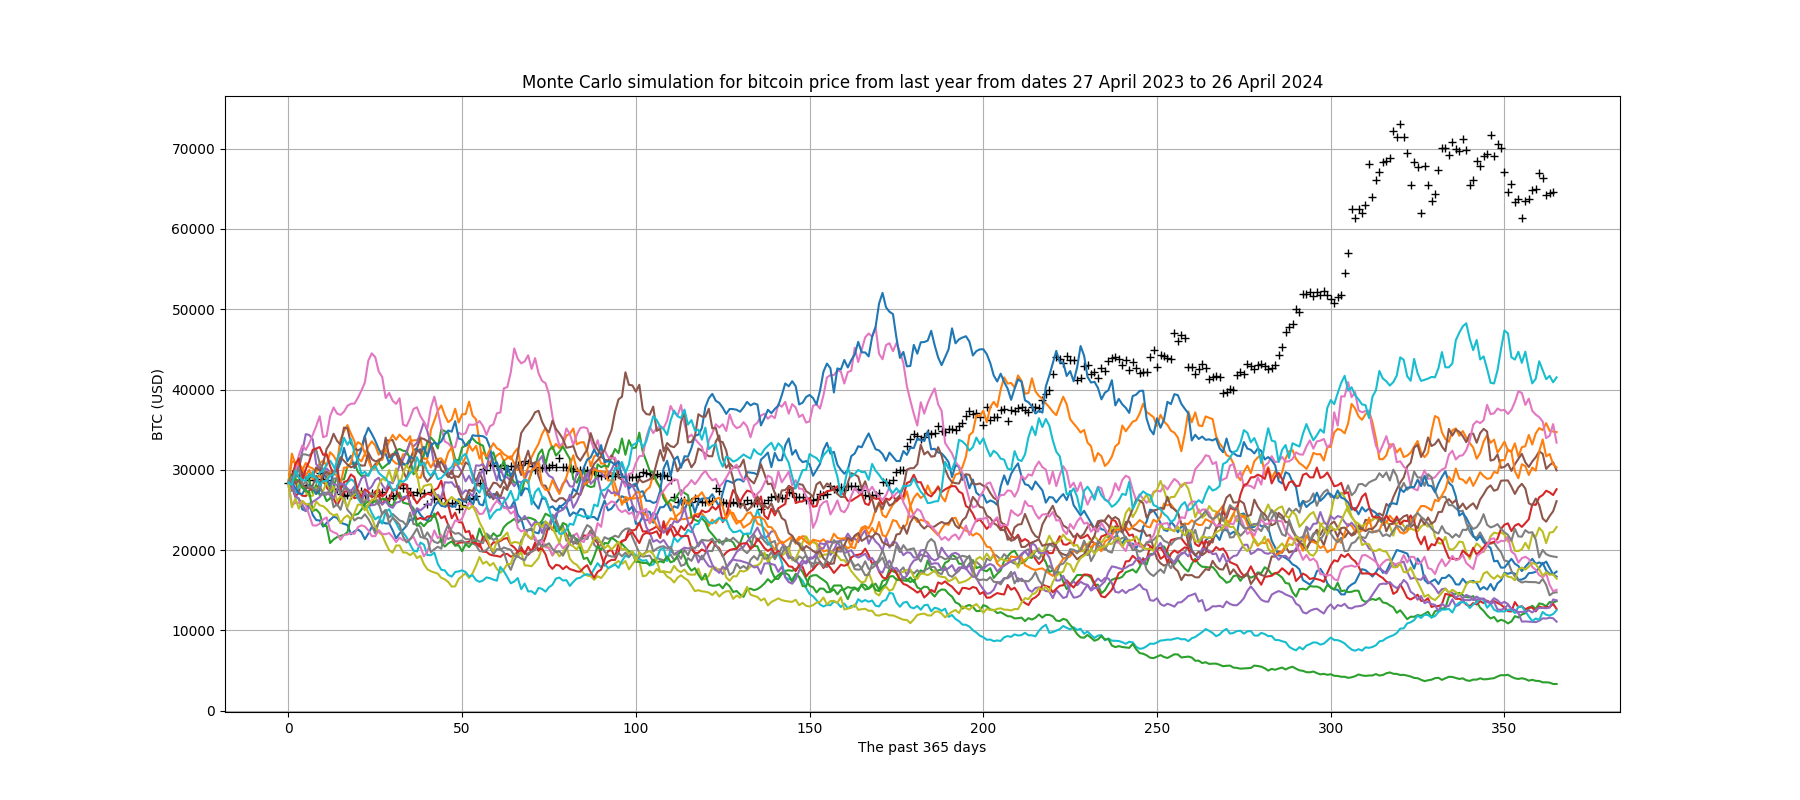 Monte Carlo simulation for bitcoin price from last year from dates 27 April 2023 to 26 April 2024
70000
60000
50000
40000
30000
20000
10000
0
BTC (USD)
0 50 100 150 200 250 300 350
The past 365 days